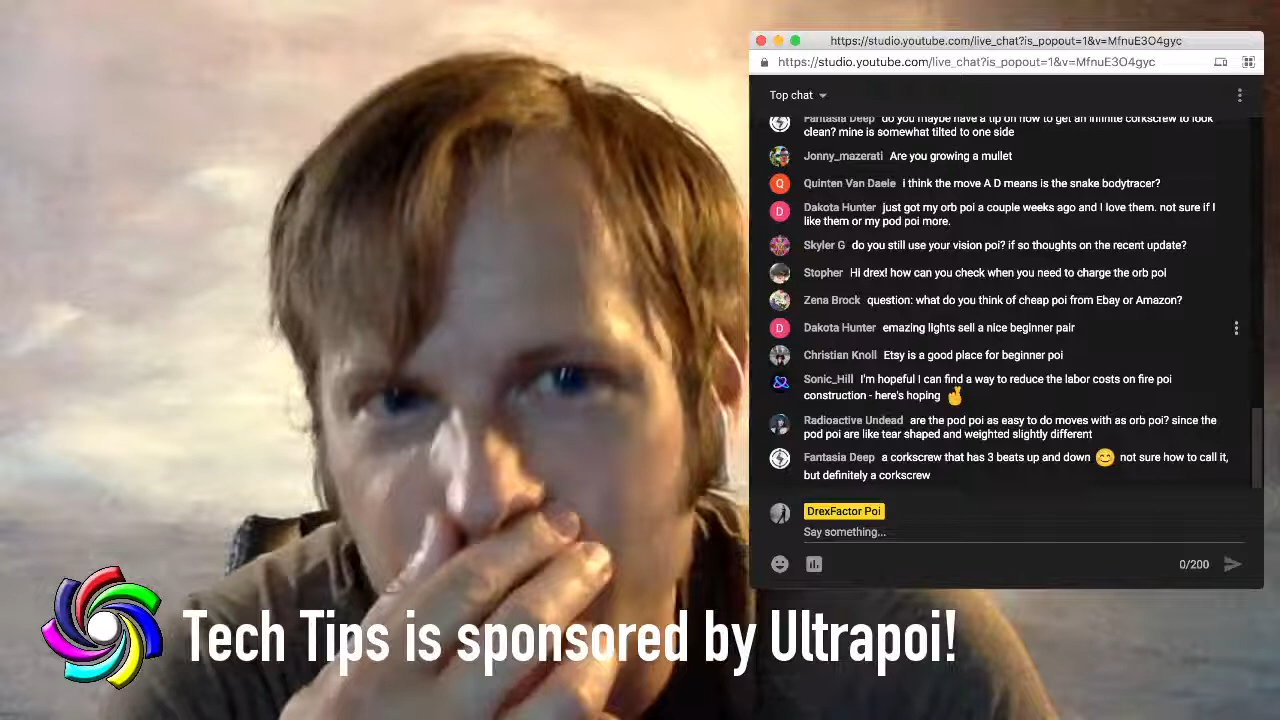 https://studio.youtube.com/live_chat?is_popout=1&v=MfnuE3O4gyc
https://studio.youtube.com/live_chat?is_popout=1&v=MfnuE3O4gyc
Top chat
Fantasia Deep do you maybe have a tip on how to get an infinite corkscrew to look
clean? mine is somewhat tilted to one side
Jonny_mazerati Are you growing a mullet
Q Quinten Van Daele i think the move A D means is the snake bodytracer?
D Dakota Hunter just got my orb poi a couple weeks ago and I love them. not sure if I
like them or my pod poi more.
Skyler G do you still use your vision poi? if so thoughts on the recent update?
Stopher Hi drex! how can you check when you need to charge the orb poi
Zena Brock question: what do you think of cheap poi from Ebay or Amazon?
D Dakota Hunter emazing lights sell a nice beginner pair
Christian Knoll Etsy is a good place for beginner poi
Sonic_Hill I'm hopeful I can find a way to reduce the labor costs on fire poi
construction - here's hoping
Radioactive Undead are the pod poi as easy to do moves with as orb poi? since the
pod poi are like tear shaped and weighted slightly different
Fantasia Deep a corkscrew that has 3 beats up and down 😊 not sure how to call it,
but definitely a corkscrew
DrexFactor Poi
Say something...
0/200
Tech Tips is sponsored by Ultrapoi!